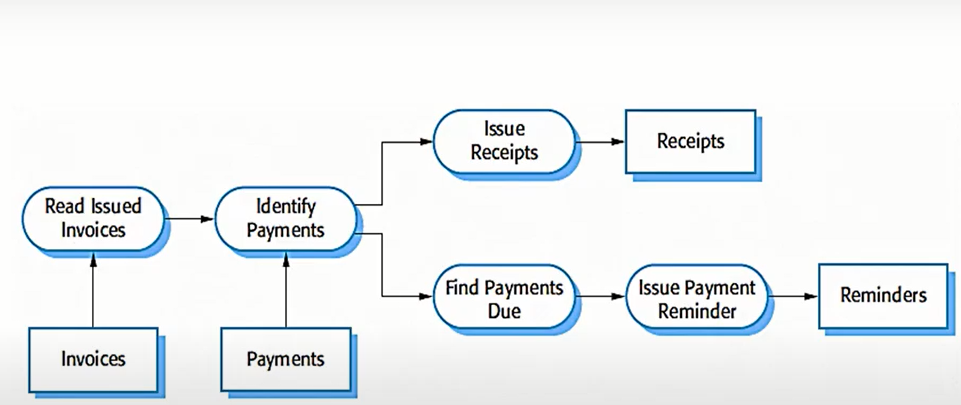 Issue
Receipts
Receipts
Read Issued
Invoices
Identify
Payments
Find Payments
Due
Issue Payment
Reminder
Reminders
Invoices
Payments